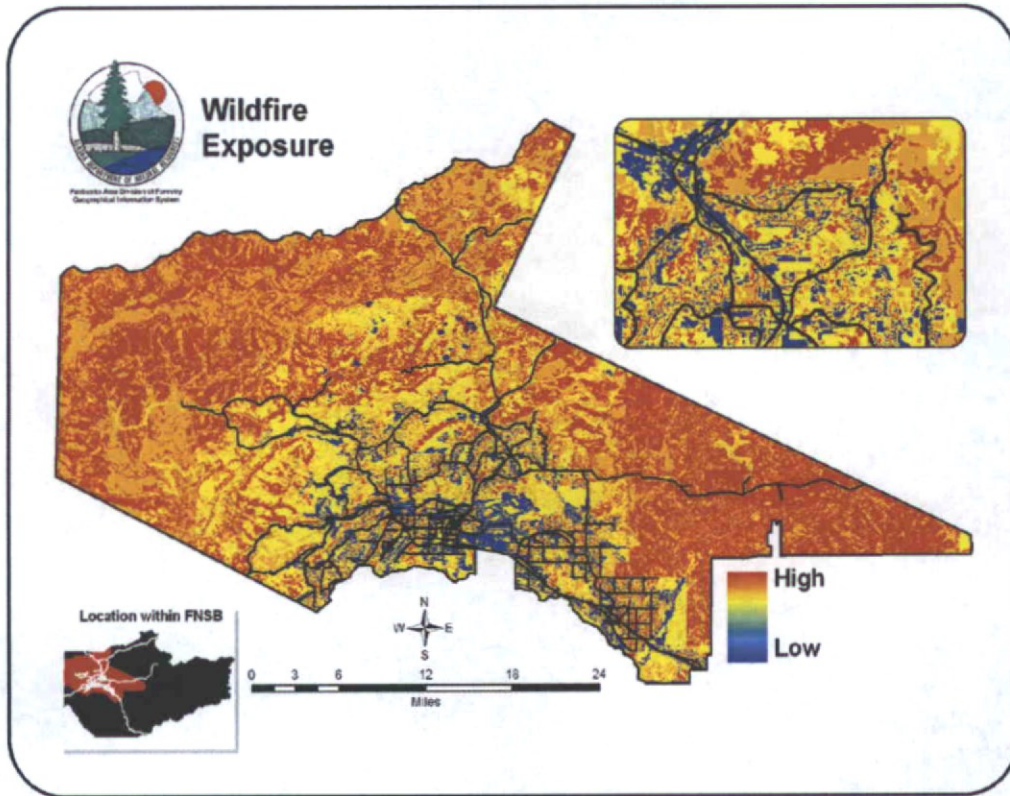 Wildfire
Exposure
Fairbanks Area Division of Forestry
Geographical Information System
High
Low
Location within FNSB
N
W E
S
0 3 6 12 18 24
Miles